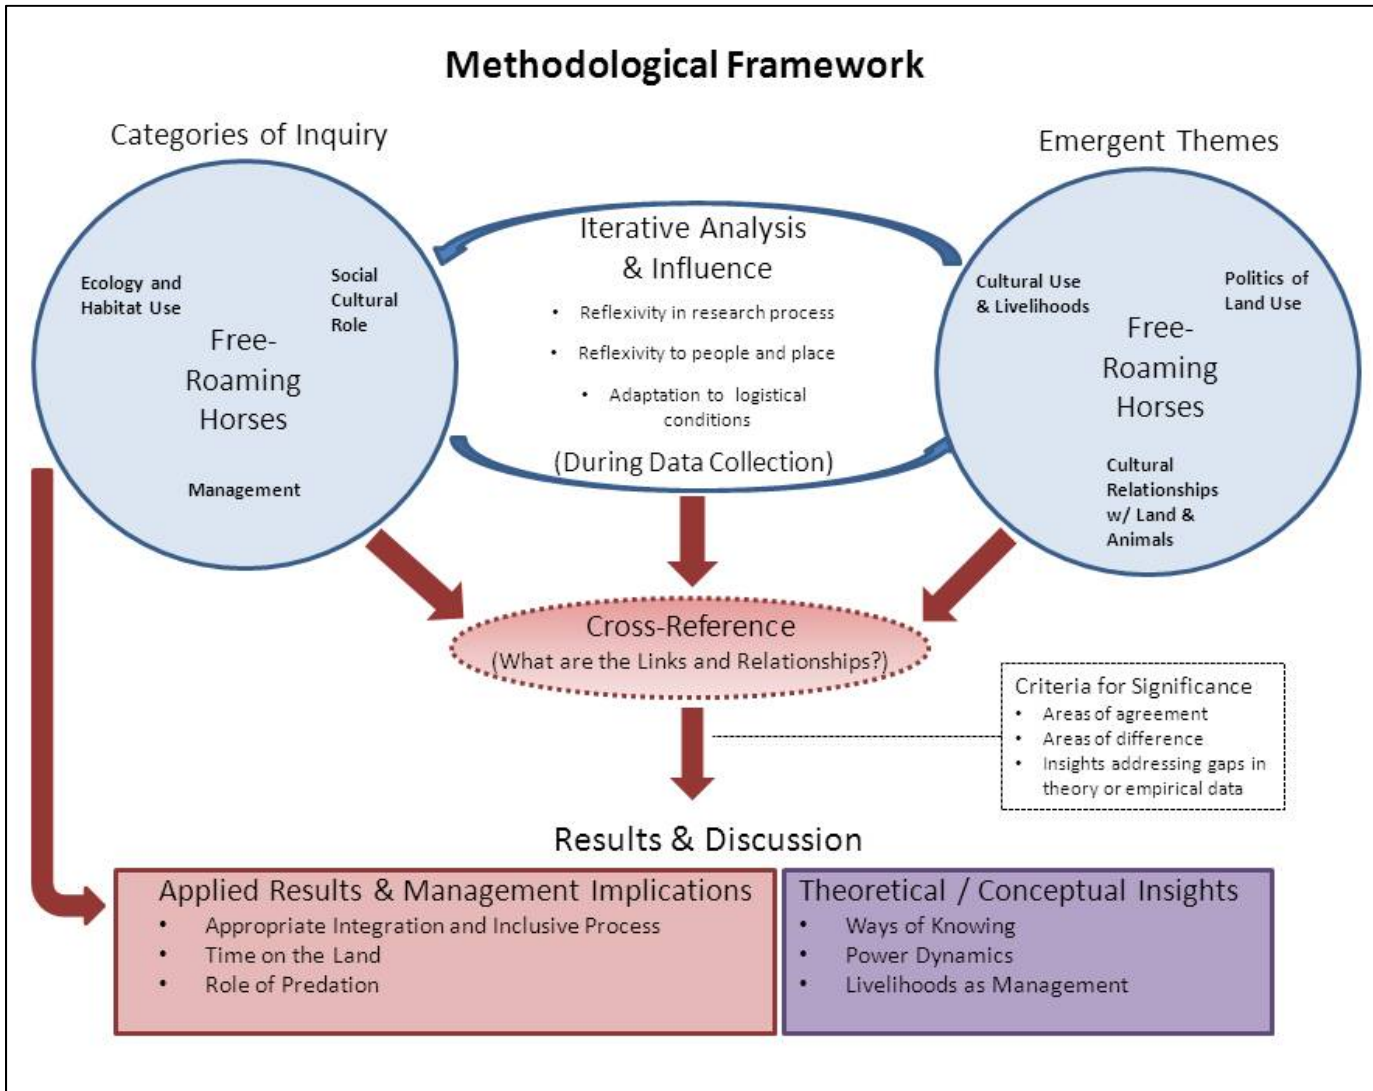 Methodological Framework
Categories of Inquiry
Ecology and
Habitat Use
Social
Cultural
Role
Free-
Roaming
Horses
Management
Iterative Analysis
& Influence
• Reflexivity in research process
• Reflexivity to people and place
• Adaptation to logistical
conditions
(During Data Collection)
Emergent Themes
Cultural Use
& Livelihoods
Politics of
Land Use
Free-
Roaming
Horses
Cultural
Relationships
w/ Land &
Animals
Cross-Reference
(What are the Links and Relationships?)
Criteria for Significance
• Areas of agreement
• Areas of difference
• Insights addressing gaps in
theory or empirical data
Results & Discussion
Applied Results & Management Implications
• Appropriate Integration and Inclusive Process
• Time on the Land
• Role of Predation
Theoretical / Conceptual Insights
• Ways of Knowing
• Power Dynamics
• Livelihoods as Management